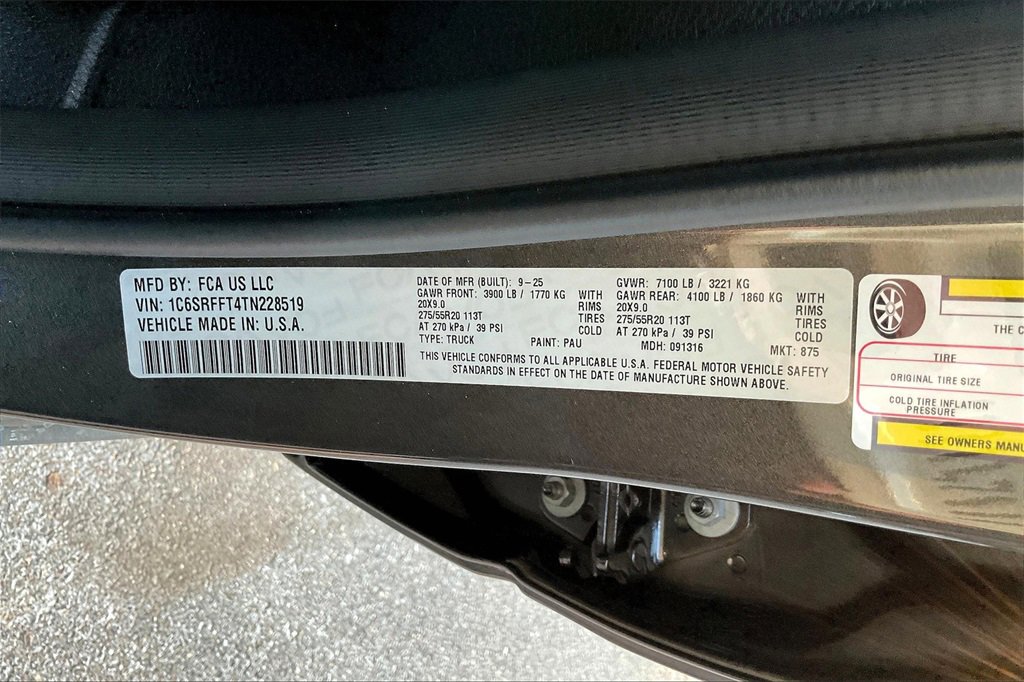 MFD BY: FCA US LLC
VIN: 1C6SRFFT4TN228519
VEHICLE MADE IN: U.S.A.
DATE OF MFR (BUILT): 9-25
GAWR FRONT: 3900 LB / 1770 KG WITH
20X9.0 RIMS
275/55R20 113T TIRES
AT 270 kPa / 39 PSI COLD
TYPE: TRUCK PAINT: PAU
GVWR: 7100 LB / 3221 KG
GAWR REAR: 4100 LB / 1860 KG WITH
20X9.0 RIMS
275/55R20 113T TIRES
AT 270 kPa / 39 PSI COLD
MDH: 091316 MKT: 875
THIS VEHICLE CONFORMS TO ALL APPLICABLE U.S.A. FEDERAL MOTOR VEHICLE SAFETY
STANDARDS IN EFFECT ON THE DATE OF MANUFACTURE SHOWN ABOVE.
THE C
TIRE
ORIGINAL TIRE SIZE
COLD TIRE INFLATION
PRESSURE
SEE OWNERS MANU